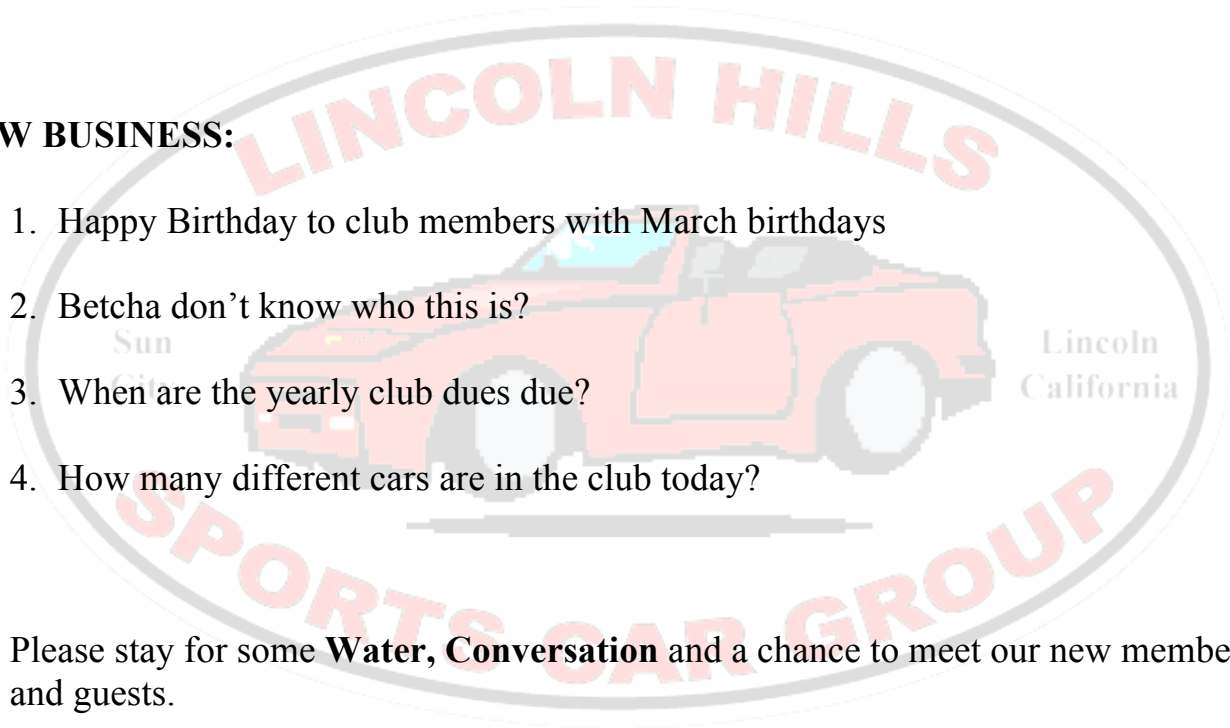 LINCOLN HILLS
W BUSINESS:
1. Happy Birthday to club members with March birthdays
2. Betcha don’t know who this is?
Sun
City
Lincoln
California
3. When are the yearly club dues due?
4. How many different cars are in the club today?
SPORTS CAR GROUP
Please stay for some Water, Conversation and a chance to meet our new membe
and guests.